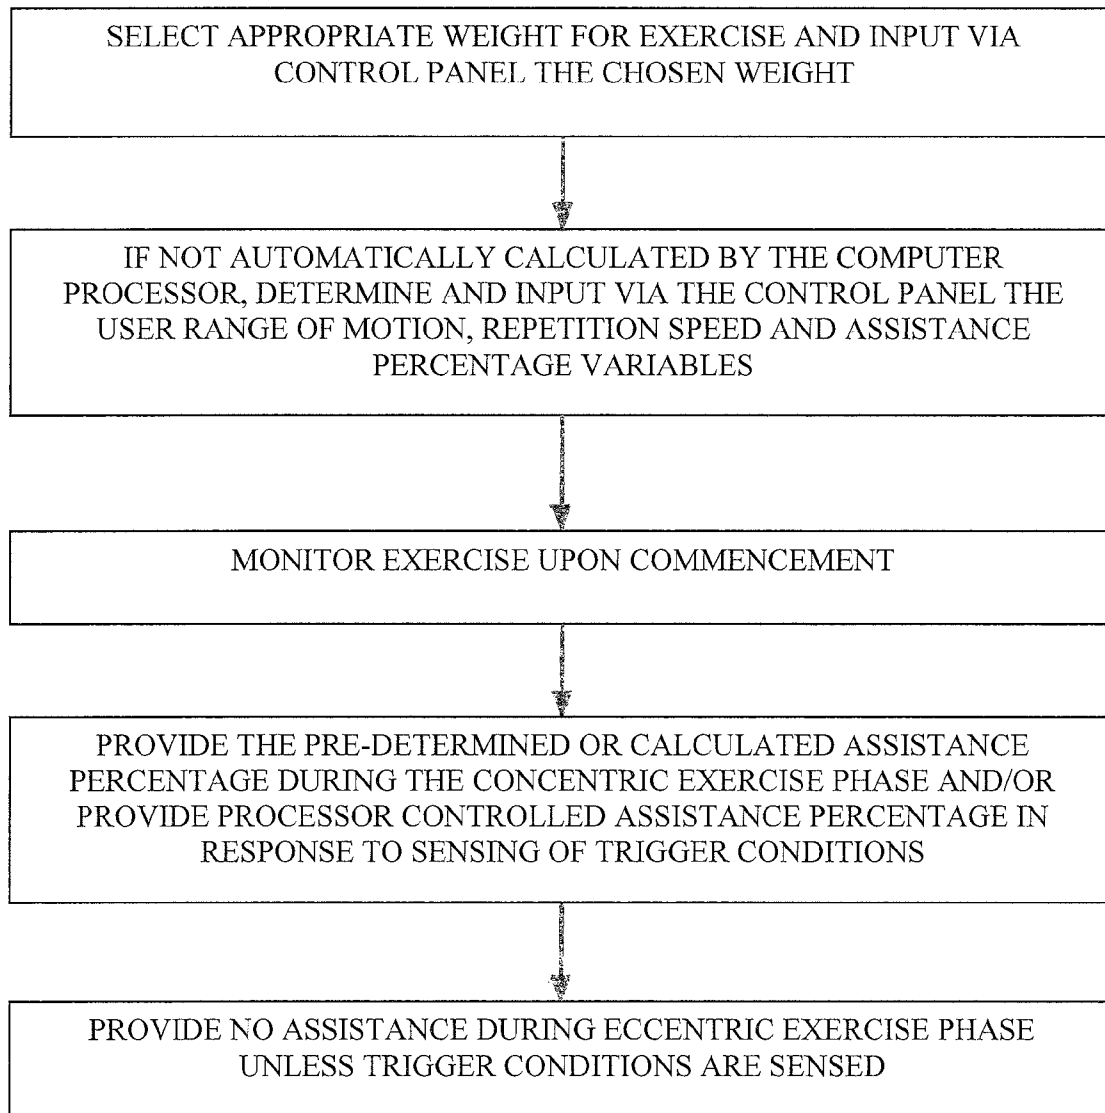 SELECT APPROPRIATE WEIGHT FOR EXERCISE AND INPUT VIA
CONTROL PANEL THE CHOSEN WEIGHT
IF NOT AUTOMATICALLY CALCULATED BY THE COMPUTER
PROCESSOR, DETERMINE AND INPUT VIA THE CONTROL PANEL THE
USER RANGE OF MOTION, REPETITION SPEED AND ASSISTANCE
PERCENTAGE VARIABLES
MONITOR EXERCISE UPON COMMENCEMENT
PROVIDE THE PRE-DETERMINED OR CALCULATED ASSISTANCE
PERCENTAGE DURING THE CONCENTRIC EXERCISE PHASE AND/OR
PROVIDE PROCESSOR CONTROLLED ASSISTANCE PERCENTAGE IN
RESPONSE TO SENSING OF TRIGGER CONDITIONS
PROVIDE NO ASSISTANCE DURING ECCENTRIC EXERCISE PHASE
UNLESS TRIGGER CONDITIONS ARE SENSED